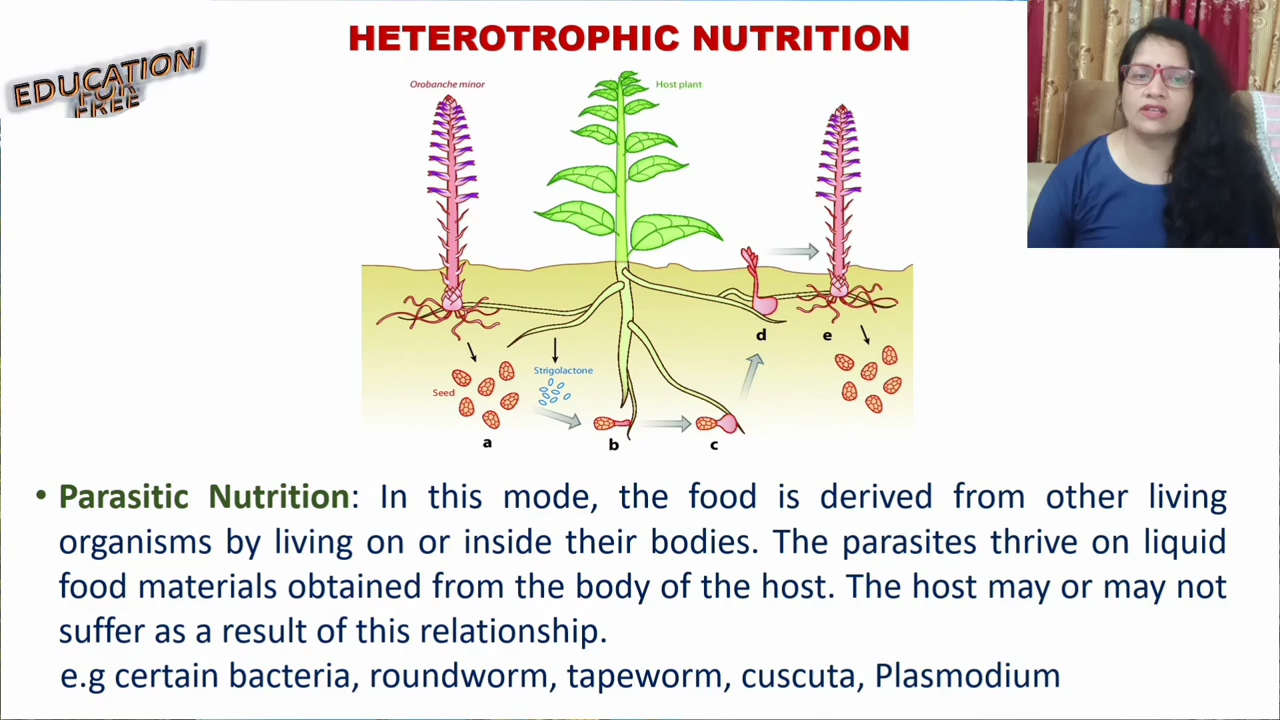 HETEROTROPHIC NUTRITION
EDUCATION
FOR
FREE
Orobanche minor
Host plant
d
e
Strigolactone
Seed
a
b
c
• Parasitic Nutrition: In this mode, the food is derived from other living
organisms by living on or inside their bodies. The parasites thrive on liquid
food materials obtained from the body of the host. The host may or may not
suffer as a result of this relationship.
e.g certain bacteria, roundworm, tapeworm, cuscuta, Plasmodium